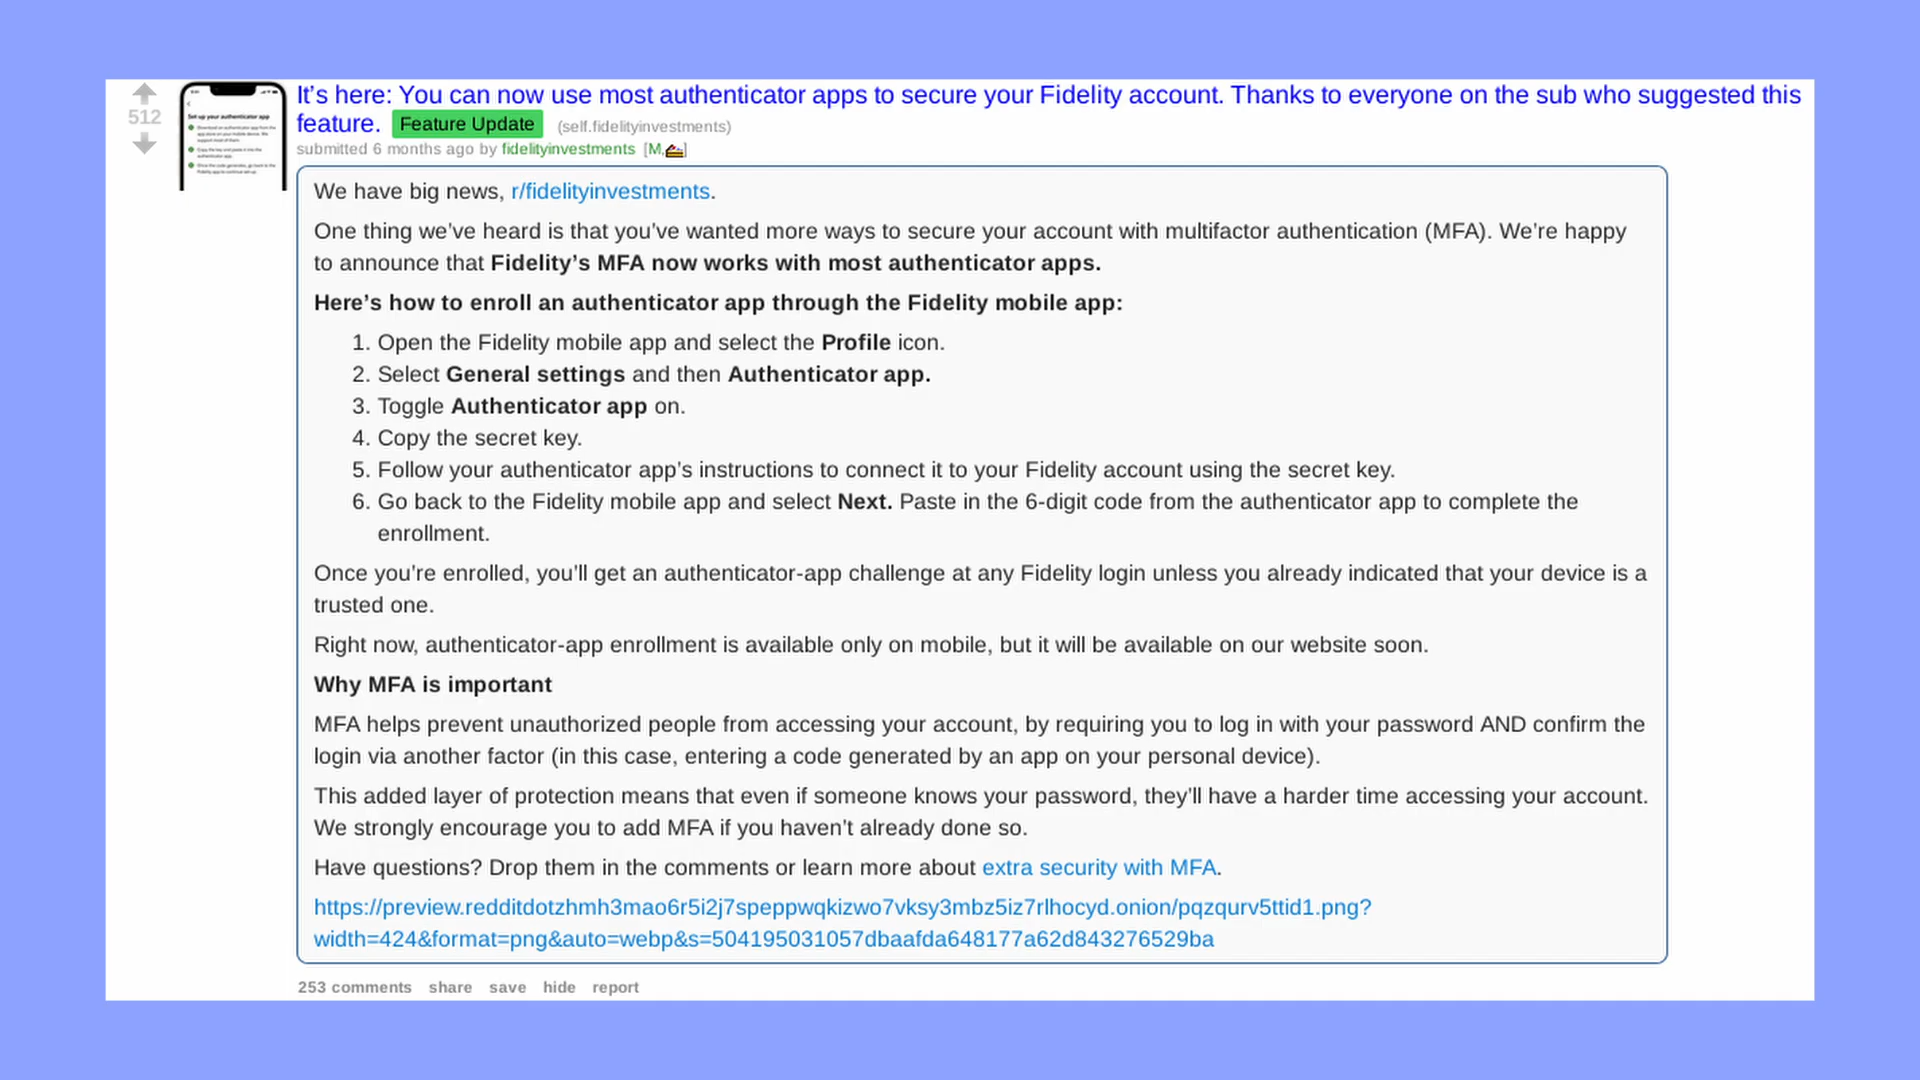 It’s here: You can now use most authenticator apps to secure your Fidelity account. Thanks to everyone on the sub who suggested this
feature. Feature Update (self.fidelityinvestments)
512
submitted 6 months ago by fidelityinvestments [M,]
Set up your authenticator app
We have big news, r/fidelityinvestments.
One thing we’ve heard is that you’ve wanted more ways to secure your account with multifactor authentication (MFA). We’re happy
to announce that Fidelity’s MFA now works with most authenticator apps.
Here’s how to enroll an authenticator app through the Fidelity mobile app:
1. Open the Fidelity mobile app and select the Profile icon.
2. Select General settings and then Authenticator app.
3. Toggle Authenticator app on.
4. Copy the secret key.
5. Follow your authenticator app’s instructions to connect it to your Fidelity account using the secret key.
6. Go back to the Fidelity mobile app and select Next. Paste in the 6-digit code from the authenticator app to complete the
enrollment.
Once you’re enrolled, you’ll get an authenticator-app challenge at any Fidelity login unless you already indicated that your device is a
trusted one.
Right now, authenticator-app enrollment is available only on mobile, but it will be available on our website soon.
Why MFA is important
MFA helps prevent unauthorized people from accessing your account, by requiring you to log in with your password AND confirm the
login via another factor (in this case, entering a code generated by an app on your personal device).
This added layer of protection means that even if someone knows your password, they’ll have a harder time accessing your account.
We strongly encourage you to add MFA if you haven’t already done so.
Have questions? Drop them in the comments or learn more about extra security with MFA.
https://preview.redditdotzhmh3mao6r5i2j7speppwqkizwo7vksy3mbz5iz7rlhocyd.onion/pqzqurv5ttid1.png?
width=424&format=png&auto=webp&s=504195031057dbaafda648177a62d843276529ba
253 comments share save hide report